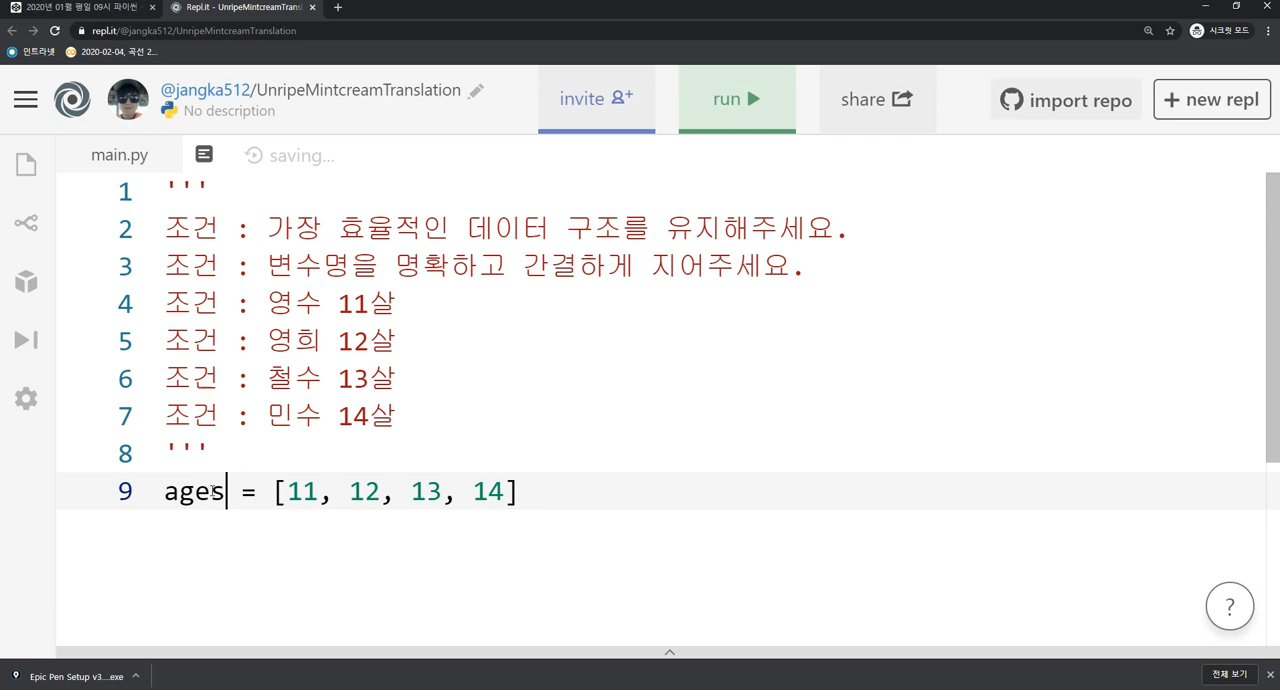 2020년 01월 평일 09시 파이썬
Repl.it - UnripeMintcreamTransl
repl.it/@jangka512/UnripeMintcreamTranslation
시크릿 모드
인트라넷
2020-02-04, 곡선 2...
@jangka512/UnripeMintcreamTranslation
No description
invite
run
share
import repo
+ new repl
main.py
saving...
1 '''
2 조건 : 가장 효율적인 데이터 구조를 유지해주세요.
3 조건 : 변수명을 명확하고 간결하게 지어주세요.
4 조건 : 영수 11살
5 조건 : 영희 12살
6 조건 : 철수 13살
7 조건 : 민수 14살
8 '''
9 ages = [11, 12, 13, 14]
?
Epic Pen Setup v3....exe
전체 보기